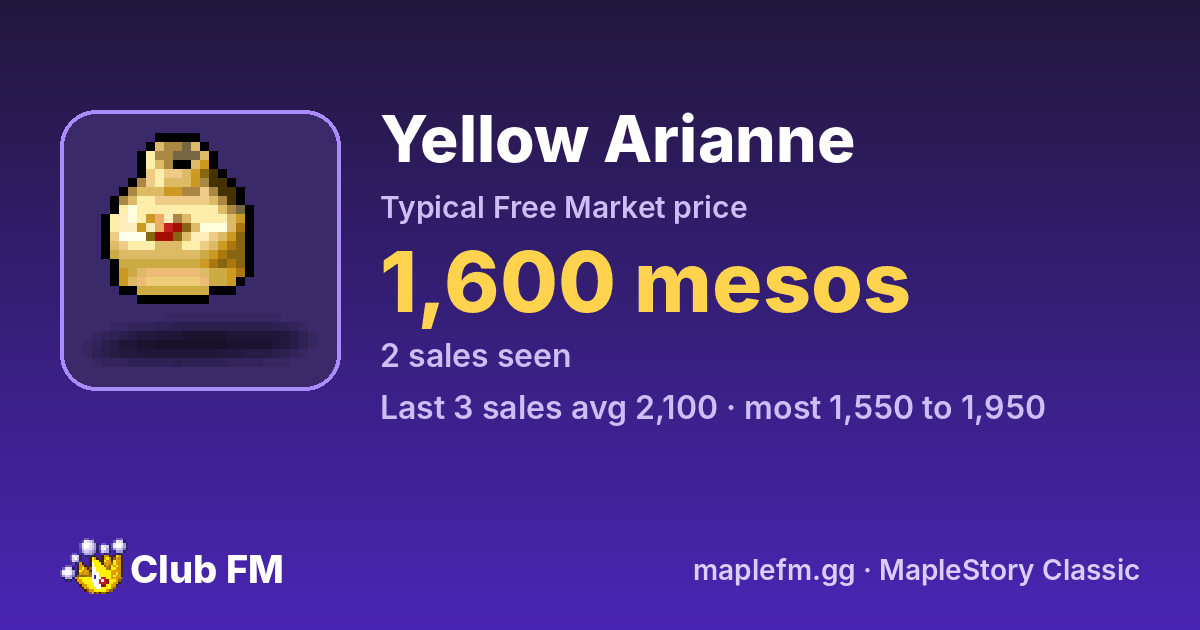 Yellow Arianne
Typical Free Market price
1,600 mesos
2 sales seen
Last 3 sales avg 2,100 · most 1,550 to 1,950
Club FM
maplefm.gg · MapleStory Classic